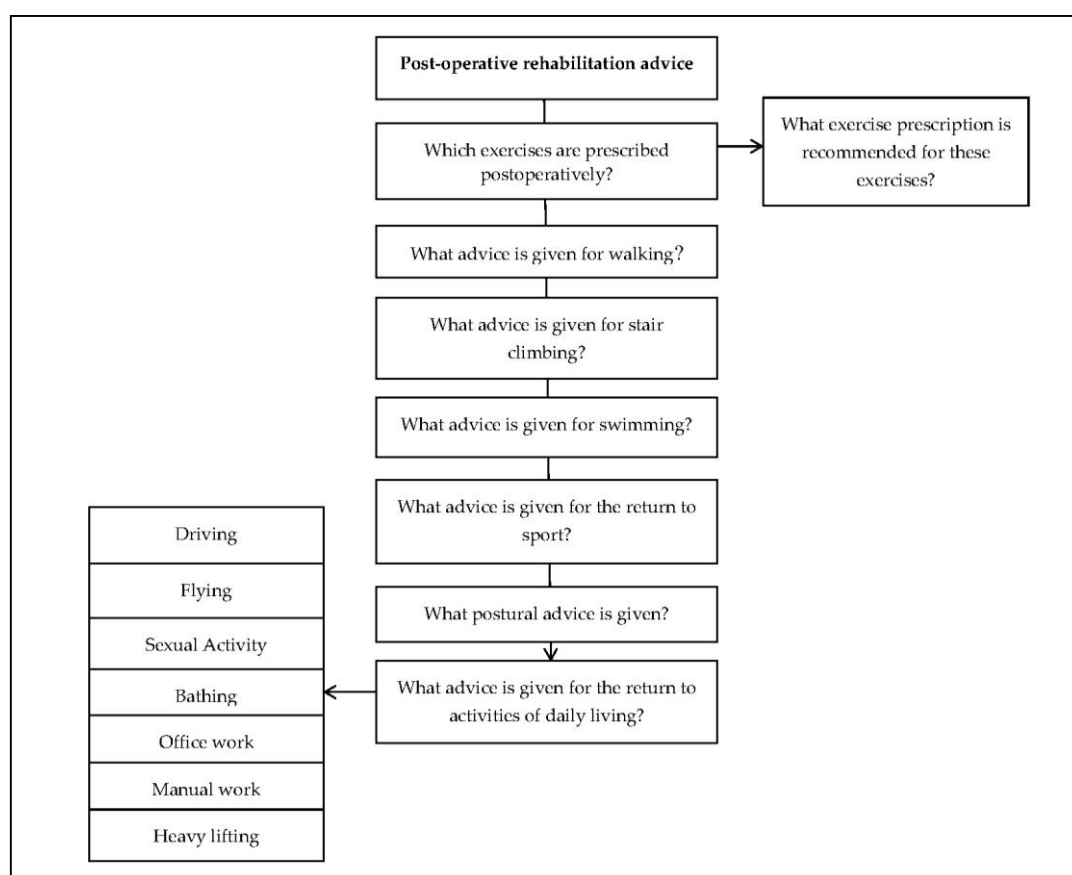 Post-operative rehabilitation advice
Which exercises are prescribed
postoperatively?
What exercise prescription is
recommended for these
exercises?
What advice is given for walking?
What advice is given for stair
climbing?
What advice is given for swimming?
What advice is given for the return to
sport?
What postural advice is given?
What advice is given for the return to
activities of daily living?
Driving
Flying
Sexual Activity
Bathing
Office work
Manual work
Heavy lifting